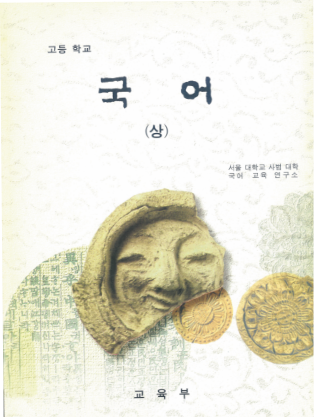 고등 학교
국 어
(상)
서울 대학교 사범 대학
국어 교육 연구소
교 육 부